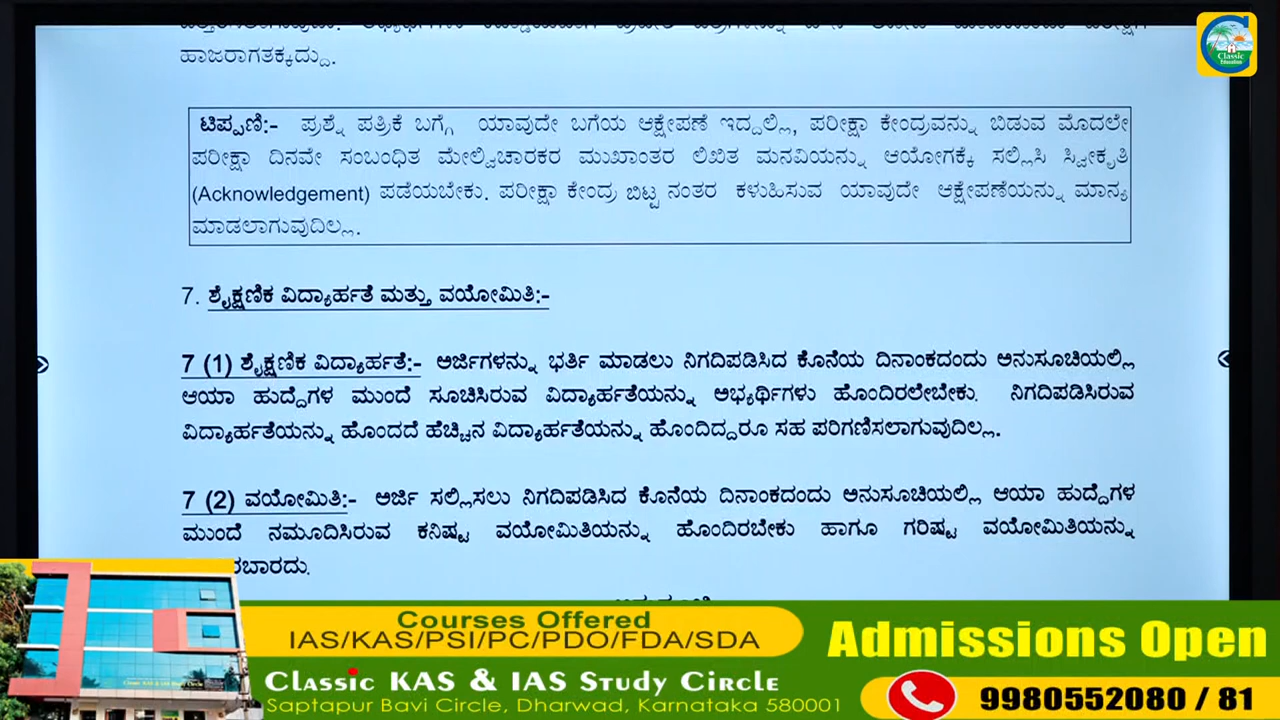 ಹಾಜರಾಗತಕ್ಕದ್ದು.
ಟಿಪ್ಪಣಿ:- ಪ್ರಶ್ನೆ ಪತ್ರಿಕೆ ಬಗ್ಗೆ ಯಾವುದೇ ಬಗೆಯ ಆಕ್ಷೇಪಣೆ ಇದ್ದಲ್ಲಿ, ಪರೀಕ್ಷಾ ಕೇಂದ್ರವನ್ನು ಬಿಡುವ ಮೊದಲೇ
ಪರೀಕ್ಷಾ ದಿನವೇ ಸಂಬಂಧಿತ ಮೇಲ್ವಿಚಾರಕರ ಮುಖಾಂತರ ಲಿಖಿತ ಮನವಿಯನ್ನು ಆಯೋಗಕ್ಕೆ ಸಲ್ಲಿಸಿ ಸ್ವೀಕೃತಿ
(Acknowledgement) ಪಡೆಯಬೇಕು. ಪರೀಕ್ಷಾ ಕೇಂದ್ರ ಬಿಟ್ಟ ನಂತರ ಕಳುಹಿಸುವ ಯಾವುದೇ ಆಕ್ಷೇಪಣೆಯನ್ನು ಮಾನ್ಯ
ಮಾಡಲಾಗುವುದಿಲ್ಲ.
7. ಶೈಕ್ಷಣಿಕ ವಿದ್ಯಾರ್ಹತೆ ಮತ್ತು ವಯೋಮಿತಿ:-
7 (1) ಶೈಕ್ಷಣಿಕ ವಿದ್ಯಾರ್ಹತೆ:- ಅರ್ಜಿಗಳನ್ನು ಭರ್ತಿ ಮಾಡಲು ನಿಗದಿಪಡಿಸಿದ ಕೊನೆಯ ದಿನಾಂಕದಂದು ಅನುಸೂಚಿಯಲ್ಲಿ
ಆಯಾ ಹುದ್ದೆಗಳ ಮುಂದೆ ಸೂಚಿಸಿರುವ ವಿದ್ಯಾರ್ಹತೆಯನ್ನು ಅಭ್ಯರ್ಥಿಗಳು ಹೊಂದಿರಲೇಬೇಕು. ನಿಗದಿಪಡಿಸಿರುವ
ವಿದ್ಯಾರ್ಹತೆಯನ್ನು ಹೊಂದದೆ ಹೆಚ್ಚಿನ ವಿದ್ಯಾರ್ಹತೆಯನ್ನು ಹೊಂದಿದ್ದರೂ ಸಹ ಪರಿಗಣಿಸಲಾಗುವುದಿಲ್ಲ.
7 (2) ವಯೋಮಿತಿ:- ಅರ್ಜಿ ಸಲ್ಲಿಸಲು ನಿಗದಿಪಡಿಸಿದ ಕೊನೆಯ ದಿನಾಂಕದಂದು ಅನುಸೂಚಿಯಲ್ಲಿ ಆಯಾ ಹುದ್ದೆಗಳ
ಮುಂದೆ ನಮೂದಿಸಿರುವ ಕನಿಷ್ಟ ವಯೋಮಿತಿಯನ್ನು ಹೊಂದಿರಬೇಕು ಹಾಗೂ ಗರಿಷ್ಟ ವಯೋಮಿತಿಯನ್ನು
Classic
Education
Courses Offered
IAS/KAS/PSI/PC/PDO/FDA/SDA
Classic KAS & IAS Study Circle
Saptapur Bavi Circle, Dharwad, Karnataka 580001
Admissions Open
9980552080 / 81